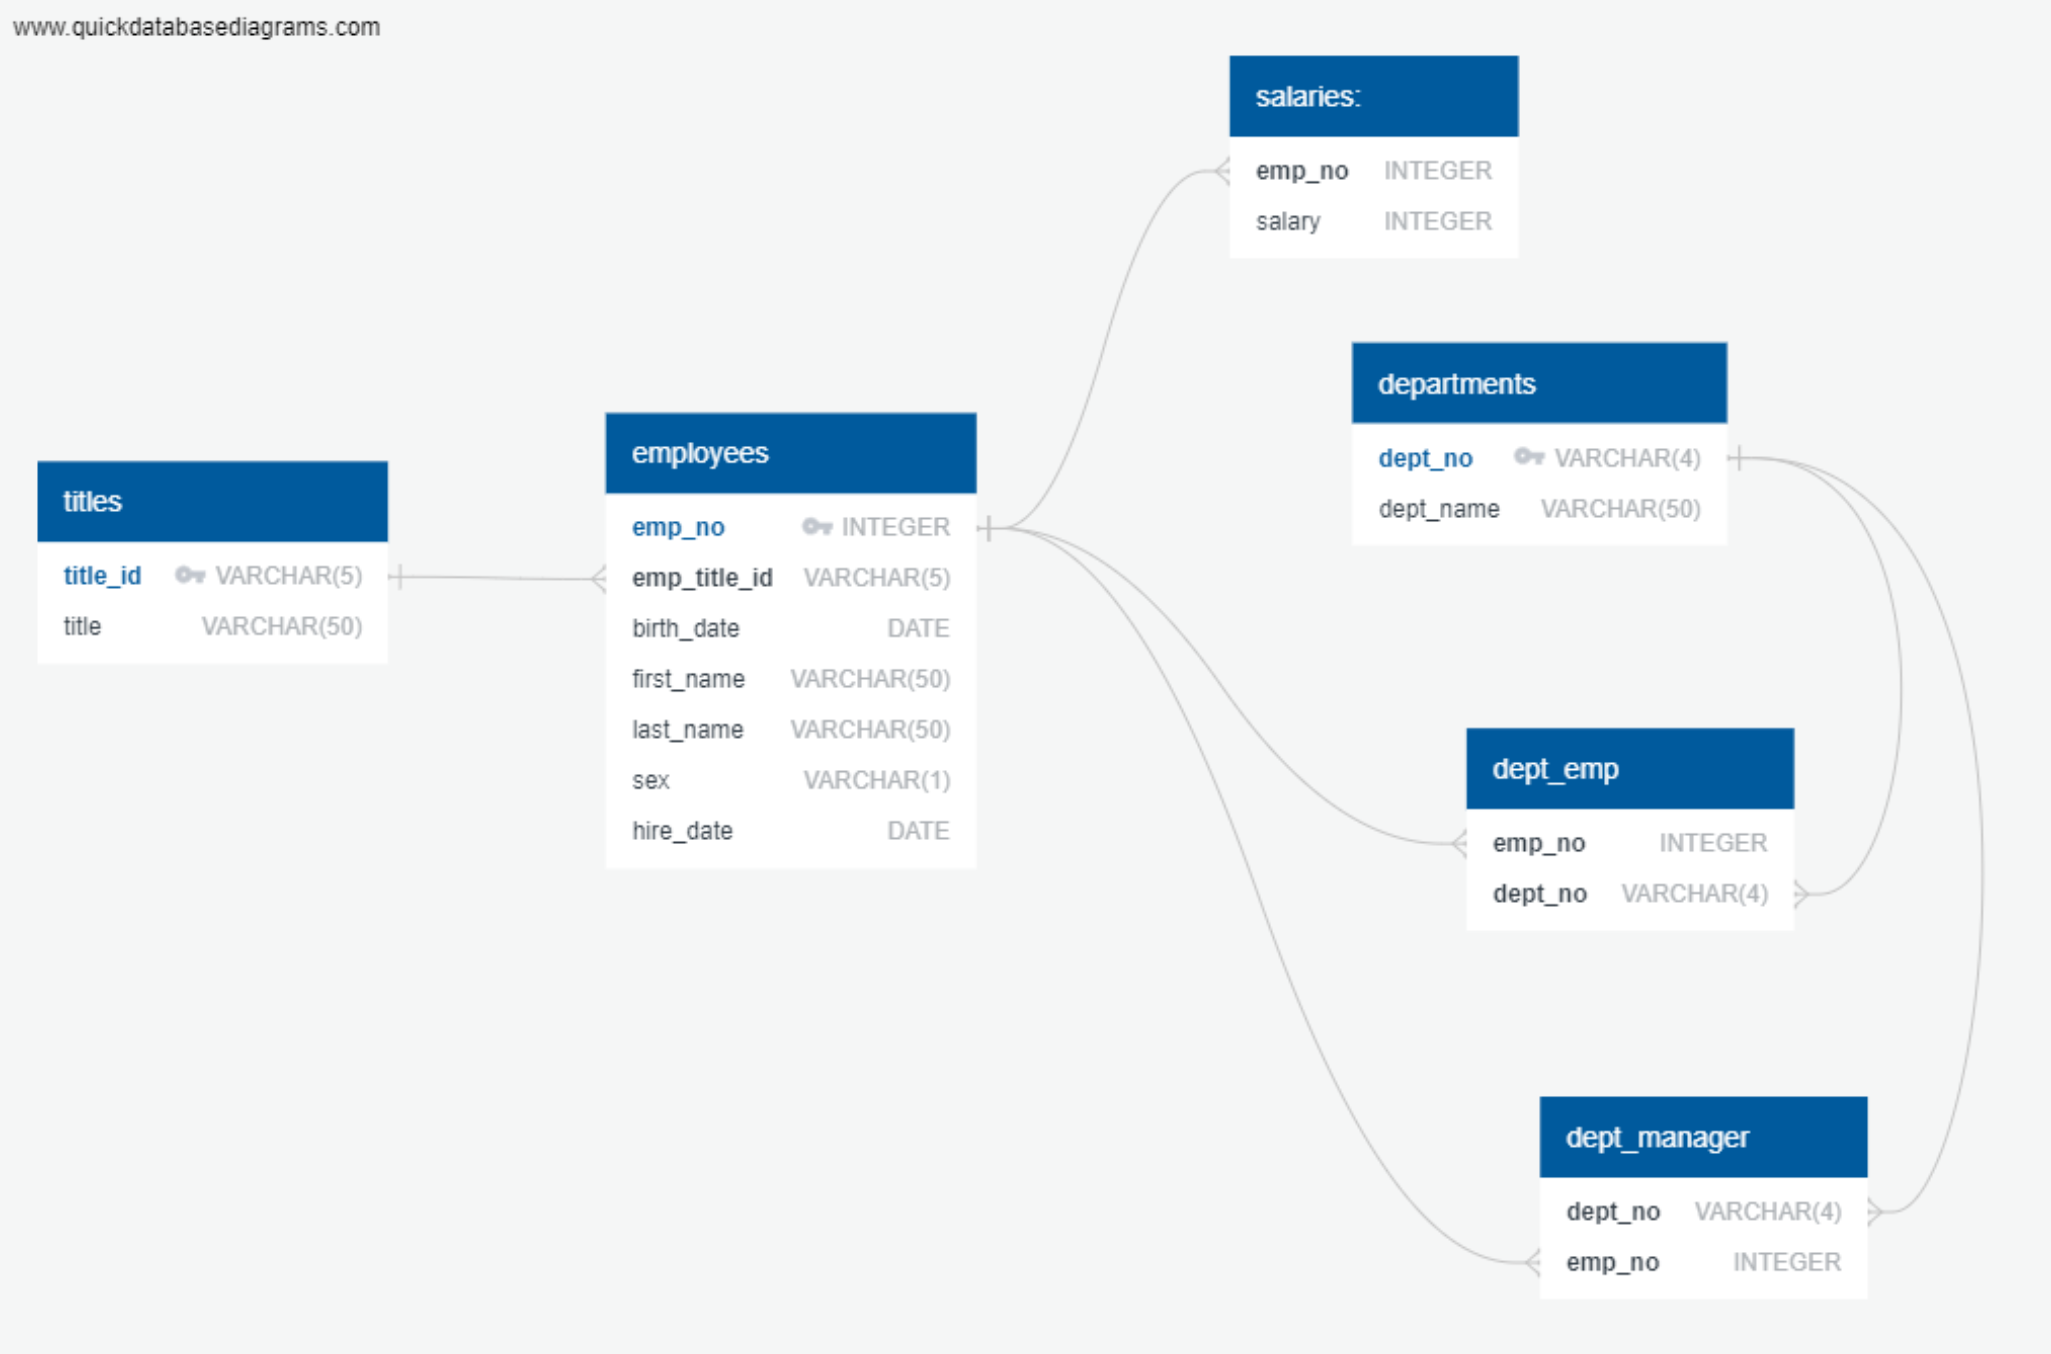 www.quickdatabasediagrams.com
salaries:
emp_no INTEGER
salary INTEGER
departments
dept_no VARCHAR(4)
dept_name VARCHAR(50)
employees
emp_no INTEGER
emp_title_id VARCHAR(5)
birth_date DATE
first_name VARCHAR(50)
last_name VARCHAR(50)
sex VARCHAR(1)
hire_date DATE
titles
title_id VARCHAR(5)
title VARCHAR(50)
dept_emp
emp_no INTEGER
dept_no VARCHAR(4)
dept_manager
dept_no VARCHAR(4)
emp_no INTEGER